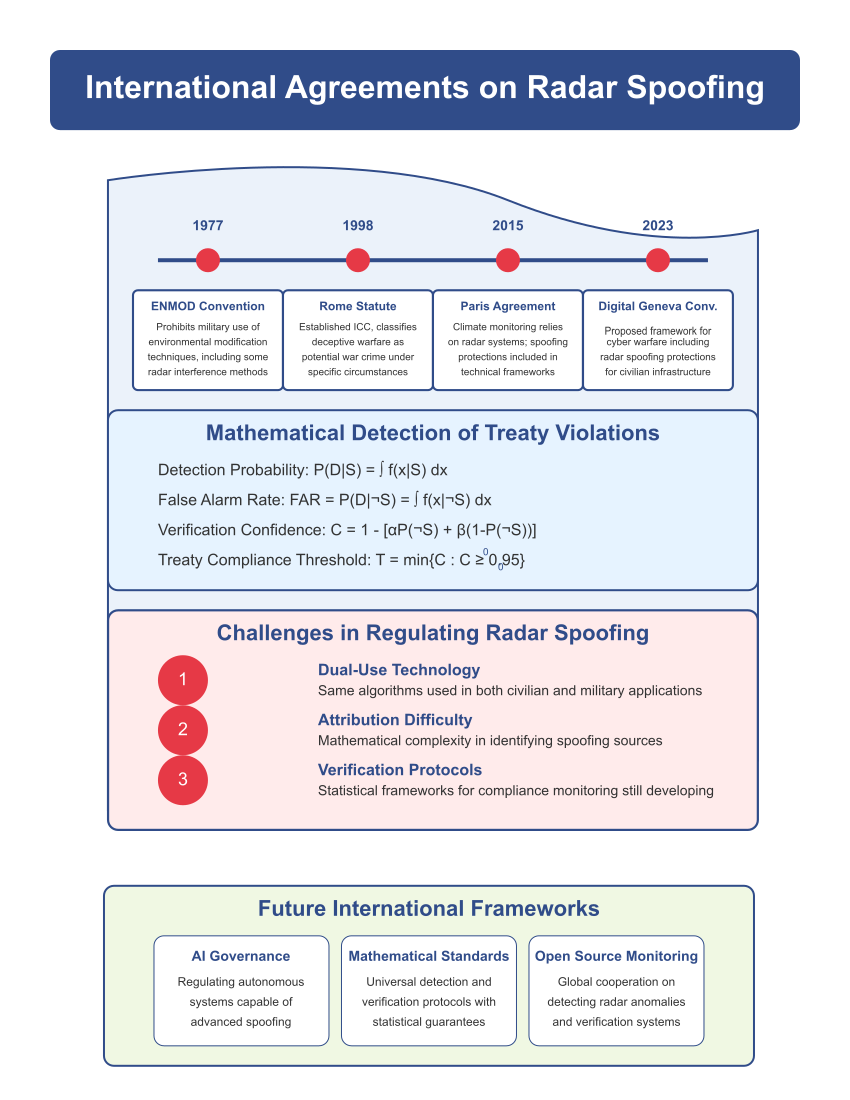 International Agreements on Radar Spoofing
1977
1998
2015
2023
ENMOD Convention
Prohibits military use of
environmental modification
techniques, including some
radar interference methods
Rome Statute
Established ICC, classifies
deceptive warfare as
potential war crime under
specific circumstances
Paris Agreement
Climate monitoring relies
on radar systems; spoofing
protections included in
technical frameworks
Digital Geneva Conv.
Proposed framework for
cyber warfare including
radar spoofing protections
for civilian infrastructure
Mathematical Detection of Treaty Violations
Detection Probability: P(D|S) = ∫ f(x|S) dx
False Alarm Rate: FAR = P(D|¬S) = ∫ f(x|¬S) dx
Verification Confidence: C = 1 - [αP(¬S) + β(1-P(¬S))]
Treaty Compliance Threshold: T = min{C : C ≥ 0.95}
0
0
Challenges in Regulating Radar Spoofing
1
Dual-Use Technology
Same algorithms used in both civilian and military applications
2
Attribution Difficulty
Mathematical complexity in identifying spoofing sources
3
Verification Protocols
Statistical frameworks for compliance monitoring still developing
Future International Frameworks
AI Governance
Regulating autonomous
systems capable of
advanced spoofing
Mathematical Standards
Universal detection and
verification protocols with
statistical guarantees
Open Source Monitoring
Global cooperation on
detecting radar anomalies
and verification systems